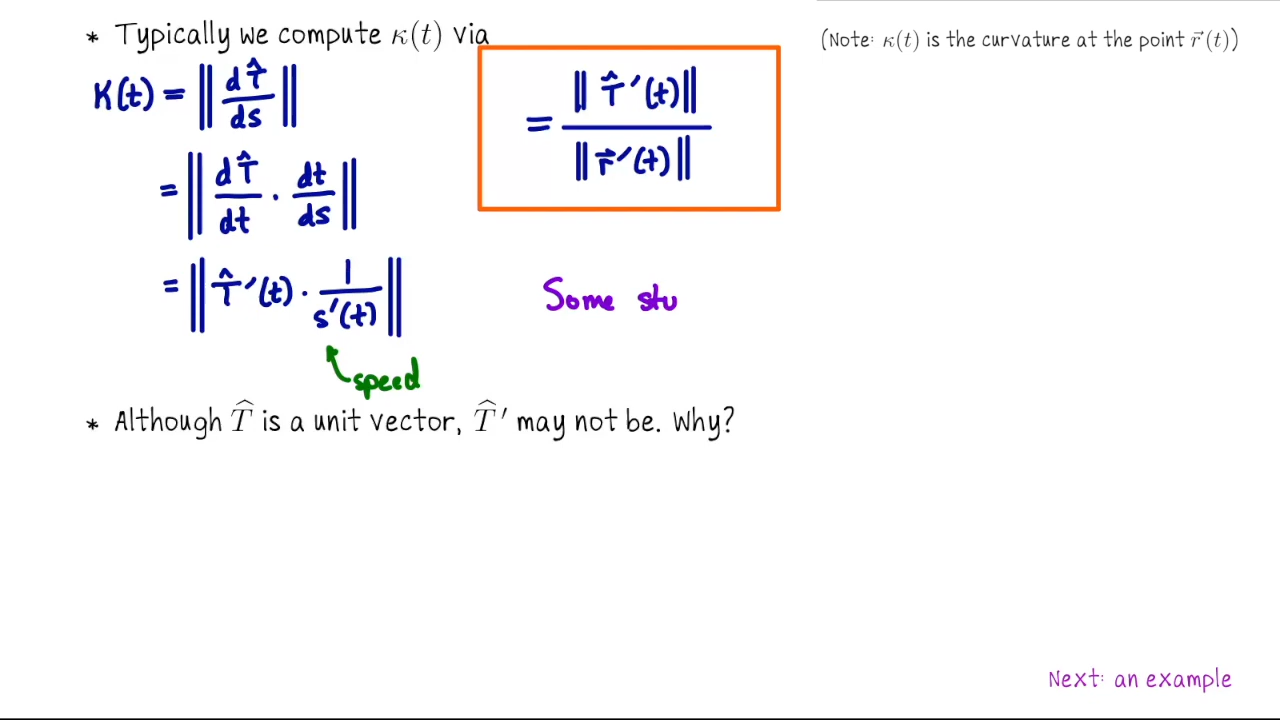 * Typically we compute κ(t) via
(Note: κ(t) is the curvature at the point r⃗(t))
κ(t) = ‖ dT̂/ds ‖
= ‖ dT̂/dt · dt/ds ‖
= ‖ T̂′(t) · 1/s′(t) ‖
speed
= ‖ T̂′(t) ‖ / ‖ r⃗′(t) ‖
Some stu
* Although T̂ is a unit vector, T̂′ may not be. Why?
Next: an example